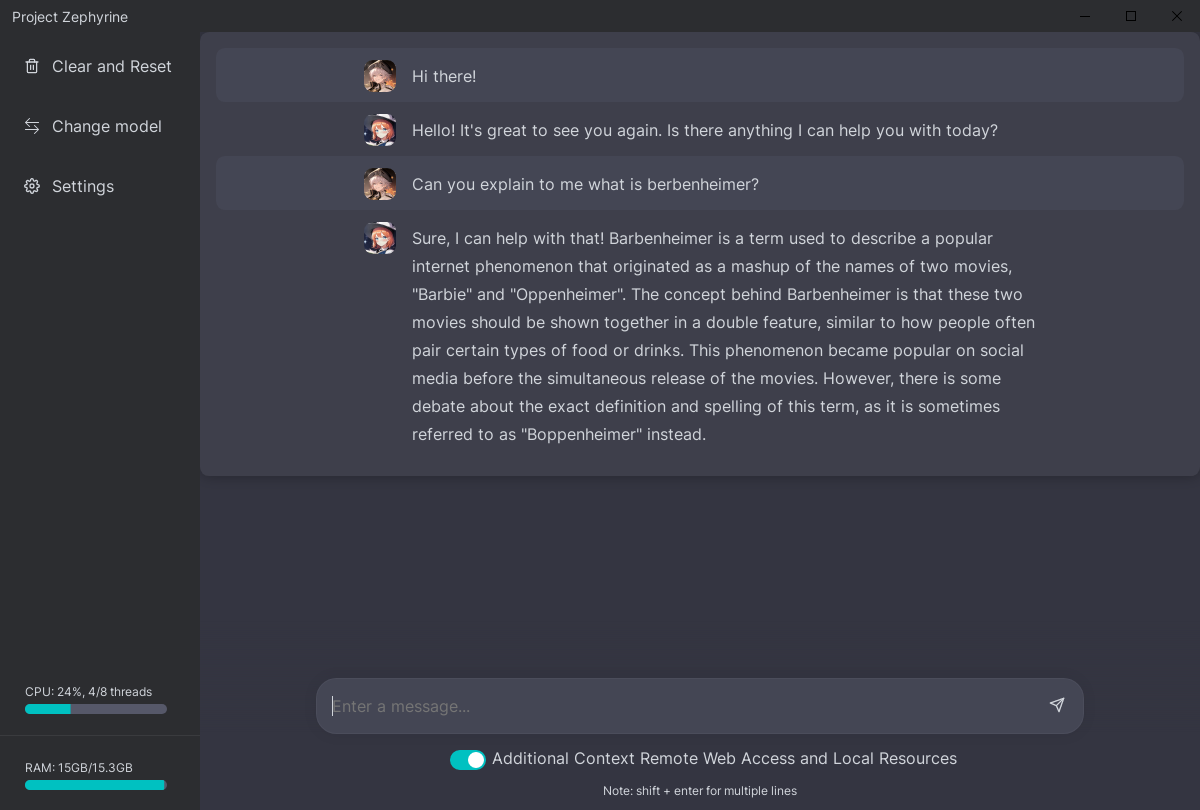 Project Zephyrine
Clear and Reset
Change model
Settings
Hi there!
Hello! It's great to see you again. Is there anything I can help you with today?
Can you explain to me what is berbenheimer?
Sure, I can help with that! Barbenheimer is a term used to describe a popular
internet phenomenon that originated as a mashup of the names of two movies,
"Barbie" and "Oppenheimer". The concept behind Barbenheimer is that these two
movies should be shown together in a double feature, similar to how people often
pair certain types of food or drinks. This phenomenon became popular on social
media before the simultaneous release of the movies. However, there is some
debate about the exact definition and spelling of this term, as it is sometimes
referred to as "Boppenheimer" instead.
CPU: 24%, 4/8 threads
RAM: 15GB/15.3GB
Enter a message...
Additional Context Remote Web Access and Local Resources
Note: shift + enter for multiple lines